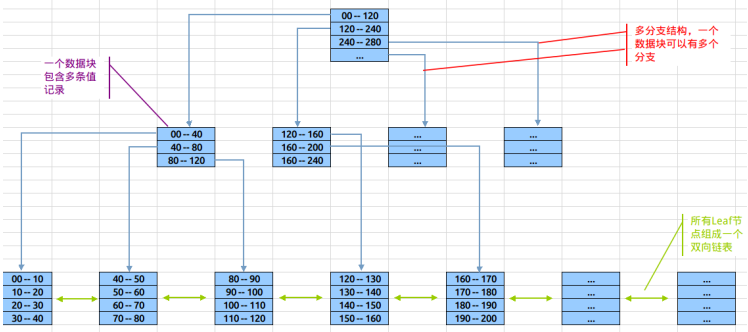 00 -- 120
120 -- 240
240 -- 280
...
多分支结构，一个
数据块可以有多个
分支
一个数据块
包含多条值
记录
00 -- 40
40 -- 80
80 -- 120
120 -- 160
160 -- 200
160 -- 240
...
...
...
...
...
...
所有Leaf节
点组成一个
双向链表
00 -- 10
10 -- 20
20 -- 30
30 -- 40
40 -- 50
50 -- 60
60 -- 70
70 -- 80
80 -- 90
90 -- 100
100 -- 110
110 -- 120
120 -- 130
130 -- 140
140 -- 150
150 -- 160
160 -- 170
170 -- 180
180 -- 190
190 -- 200
...
...
...
...
...
...
...
...